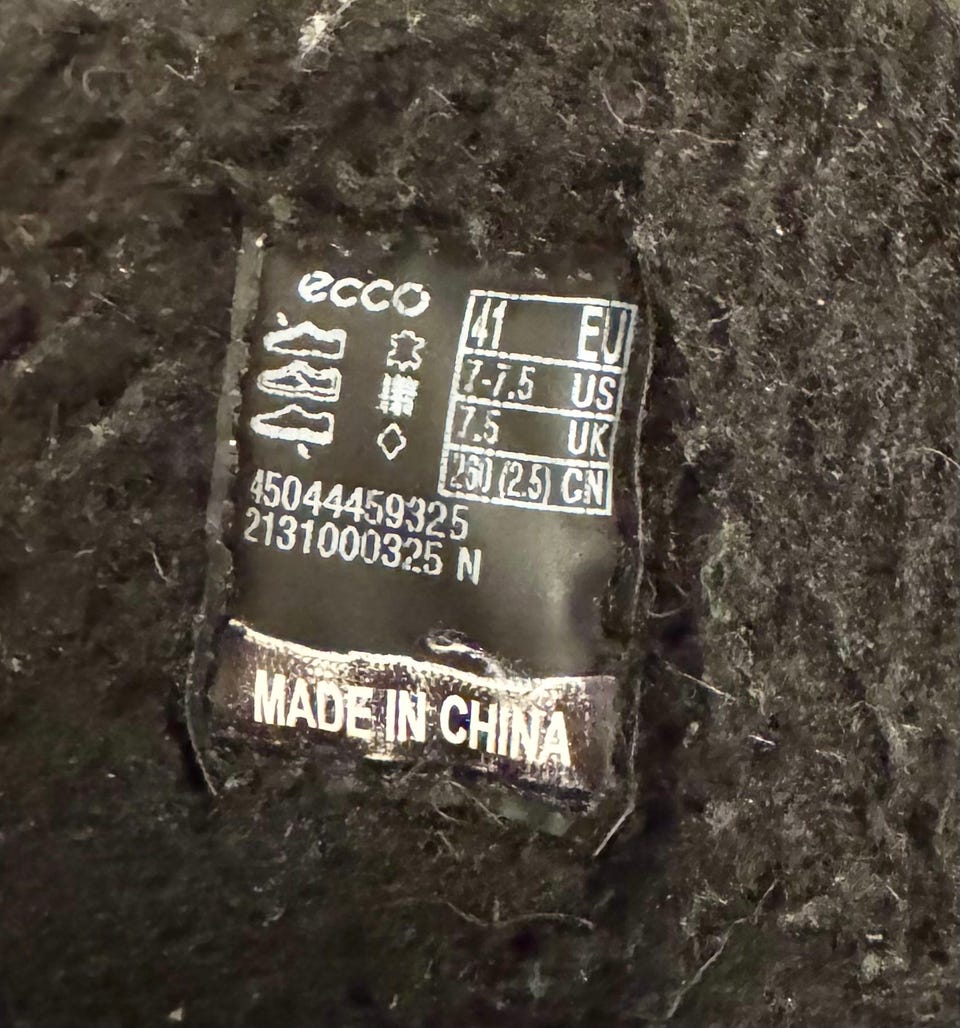 ecco
41 EU
7-7.5 US
7.5 UK
260 (2.5) CN
45044459325
2131000325 N
MADE IN CHINA